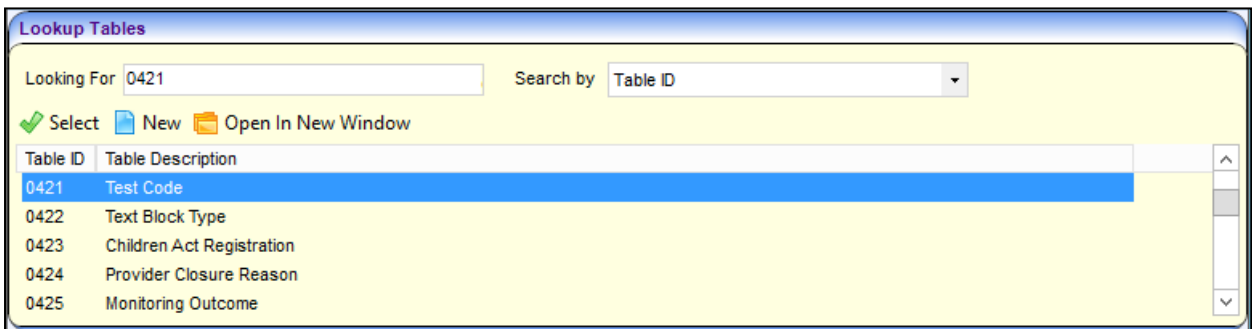 Lookup Tables
Looking For 0421 Search by Table ID
Select New Open In New Window
Table ID Table Description
0421 Test Code
0422 Text Block Type
0423 Children Act Registration
0424 Provider Closure Reason
0425 Monitoring Outcome